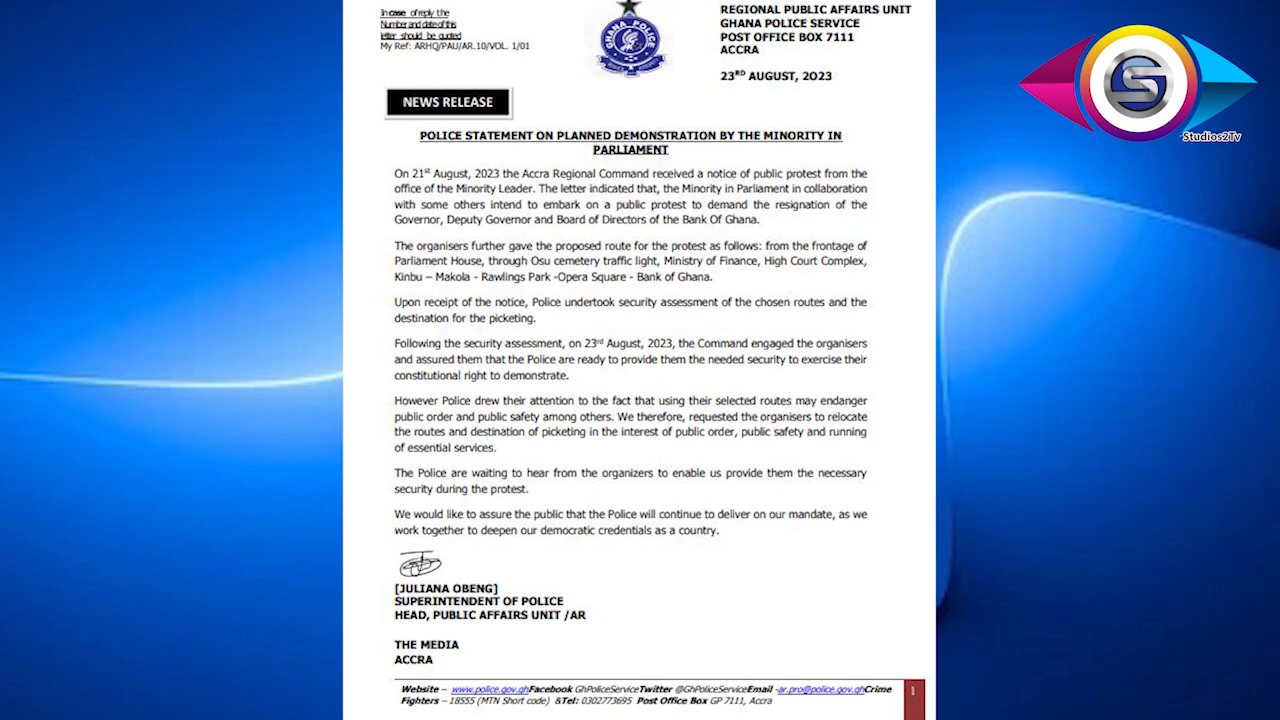 In case of reply the
Number and date of this
letter should be quoted
My Ref: ARHQ/PAU/AR.10/VOL. 1/01
GHANA POLICE
REGIONAL PUBLIC AFFAIRS UNIT
GHANA POLICE SERVICE
POST OFFICE BOX 7111
ACCRA
23RD AUGUST, 2023
Studios2Tv
NEWS RELEASE
POLICE STATEMENT ON PLANNED DEMONSTRATION BY THE MINORITY IN
PARLIAMENT
On 21st August, 2023 the Accra Regional Command received a notice of public protest from the
office of the Minority Leader. The letter indicated that, the Minority in Parliament in collaboration
with some others intend to embark on a public protest to demand the resignation of the
Governor, Deputy Governor and Board of Directors of the Bank Of Ghana.
The organisers further gave the proposed route for the protest as follows: from the frontage of
Parliament House, through Osu cemetery traffic light, Ministry of Finance, High Court Complex,
Kinbu – Makola - Rawlings Park -Opera Square - Bank of Ghana.
Upon receipt of the notice, Police undertook security assessment of the chosen routes and the
destination for the picketing.
Following the security assessment, on 23rd August, 2023, the Command engaged the organisers
and assured them that the Police are ready to provide them the needed security to exercise their
constitutional right to demonstrate.
However Police drew their attention to the fact that using their selected routes may endanger
public order and public safety among others. We therefore, requested the organisers to relocate
the routes and destination of picketing in the interest of public order, public safety and running
of essential services.
The Police are waiting to hear from the organizers to enable us provide them the necessary
security during the protest.
We would like to assure the public that the Police will continue to deliver on our mandate, as we
work together to deepen our democratic credentials as a country.
[JULIANA OBENG]
SUPERINTENDENT OF POLICE
HEAD, PUBLIC AFFAIRS UNIT /AR
THE MEDIA
ACCRA
Website – www.police.gov.ghFacebook GhPoliceServiceTwitter @GhPoliceServiceEmail -ar.pro@police.gov.ghCrime
Fighters – 18555 (MTN Short code) &Tel: 0302773695 Post Office Box GP 7111, Accra
1